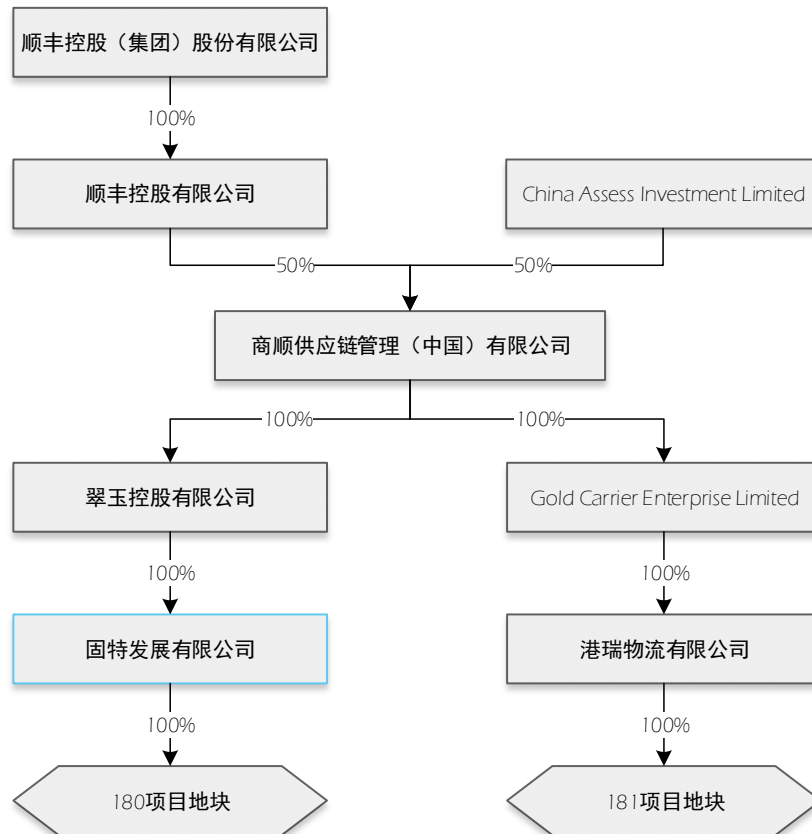 顺丰控股（集团）股份有限公司
100%
顺丰控股有限公司
China Assess Investment Limited
50%
50%
商顺供应链管理（中国）有限公司
100%
100%
翠玉控股有限公司
Gold Carrier Enterprise Limited
100%
100%
固特发展有限公司
港瑞物流有限公司
100%
100%
180项目地块
181项目地块